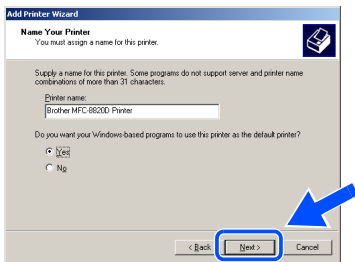 Add Printer Wizard
Name Your Printer
You must assign a name for this printer.
Supply a name for this printer. Some programs do not support server and printer name
combinations of more than 31 characters.
Printer name:
Brother MFC-8820D Printer
Do you want your Windows-based programs to use this printer as the default printer?
Yes
No
< Back
Next >
Cancel